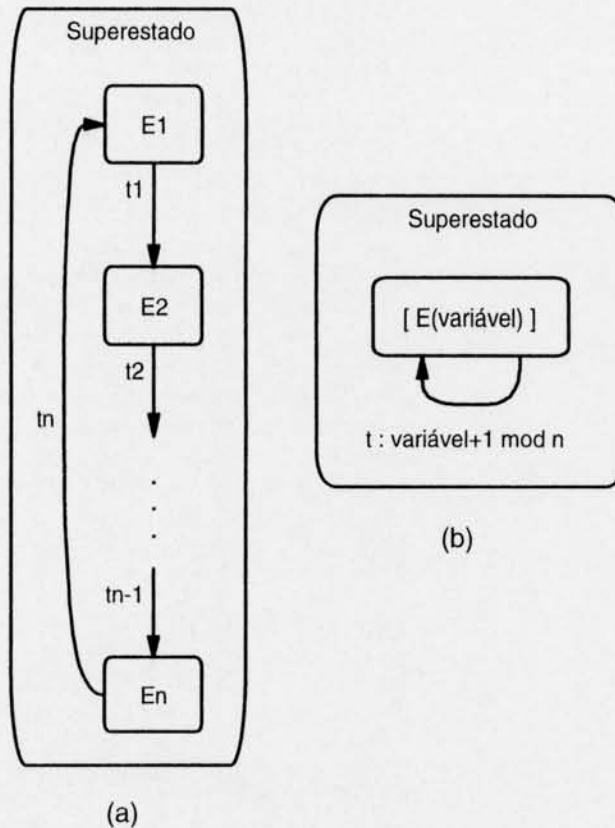 Superestado
E1
t1
E2
t2
tn
.
.
.
tn-1
En
(a)
Superestado
[ E(variável) ]
t : variável+1 mod n
(b)